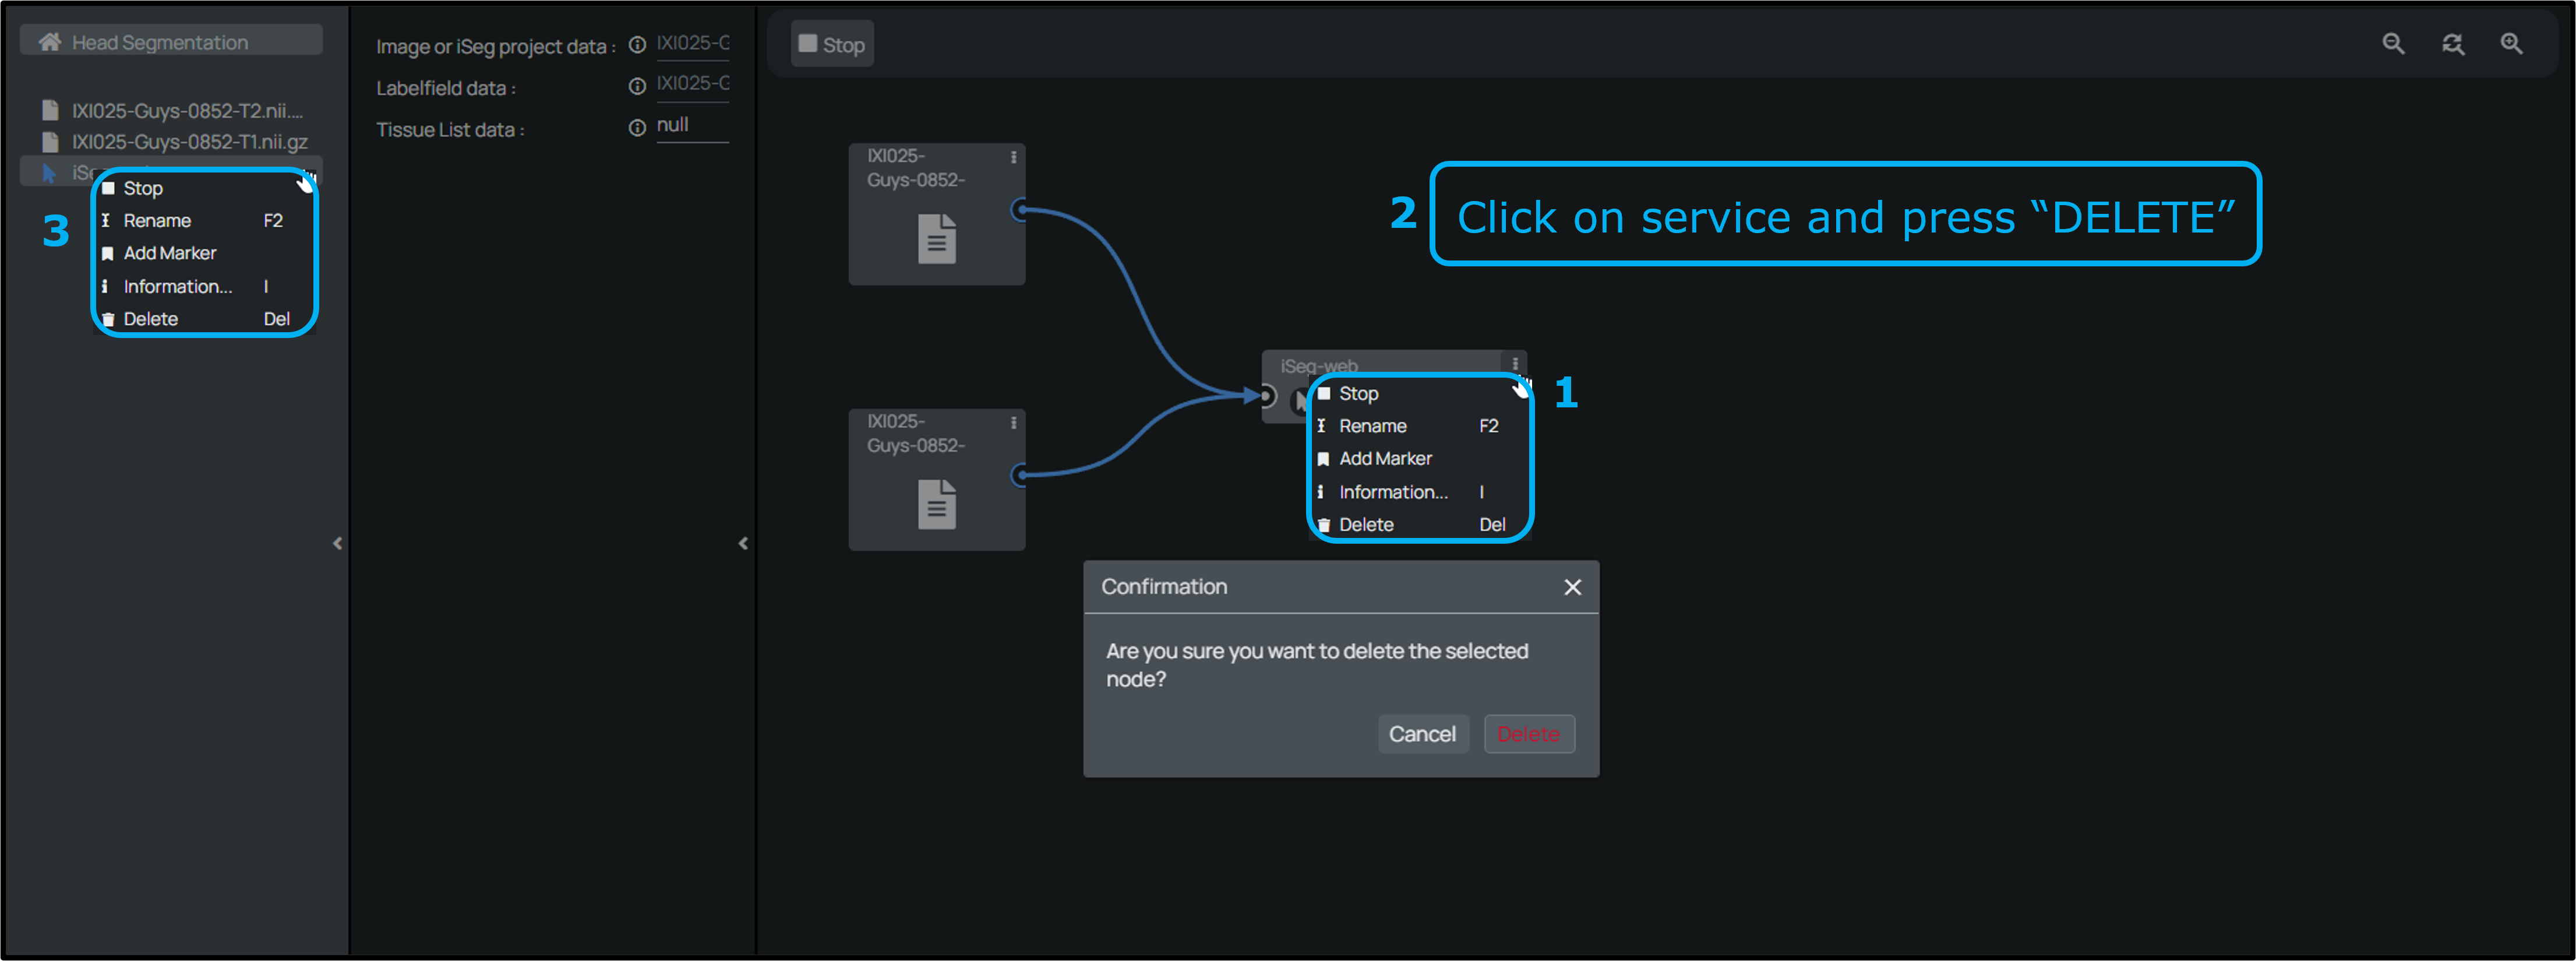 Head Segmentation
IXI025-Guys-0852-T2.nii....
IXI025-Guys-0852-T1.nii.gz
3
Stop
Rename F2
Add Marker
Information... I
Delete Del
Image or iSeg project data : IXI025-G
Labelfield data : IXI025-G
Tissue List data : null
Stop
IXI025-
Guys-0852-
IXI025-
Guys-0852-
2 Click on service and press “DELETE”
iSeg-web
1
Stop
Rename F2
Add Marker
Information... I
Delete Del
Confirmation
Are you sure you want to delete the selected
node?
Cancel Delete